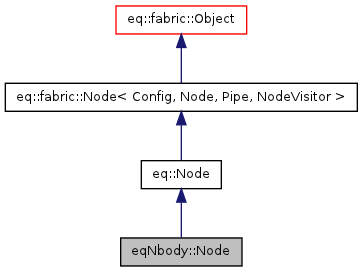 eq::fabric::Object
eq::fabric::Node< Config, Node, Pipe, NodeVisitor >
eq::Node
eqNbody::Node